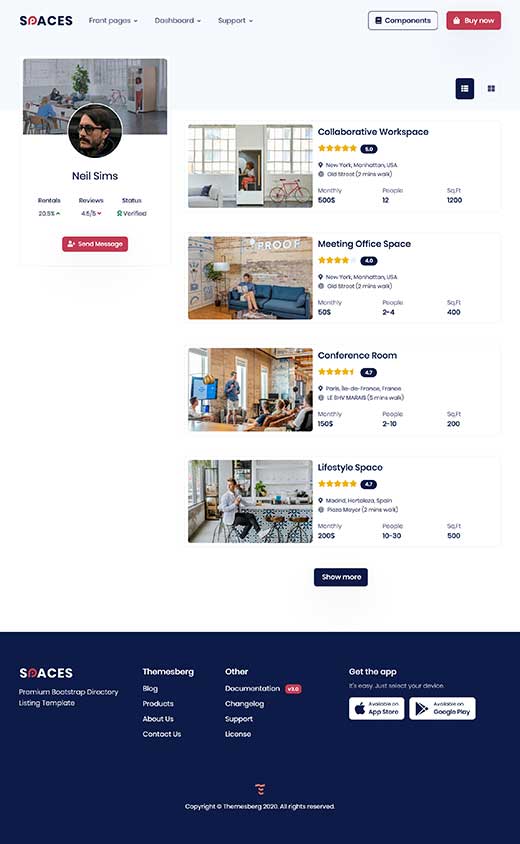 SPACES
Front pages
Dashboard
Support
Components
Buy now
Neil Sims
Rentals Reviews Status
20.5% 4.5/5 Verified
Send Message
Collaborative Workspace
5.0
New York, Manhattan, USA
Old Street (2 mins walk)
Monthly People Sq.Ft
500$ 12 1200
PROOF
Meeting Office Space
4.0
New York, Manhattan, USA
Old Street (2 mins walk)
Monthly People Sq.Ft
50$ 2-4 400
Conference Room
4.7
Paris, Île-de-France, France
LE BHV MARAIS (5 mins walk)
Monthly People Sq.Ft
150$ 2-10 200
Lifestyle Space
4.7
Madrid, Hortaleza, Spain
Plaza Mayor (2 mins walk)
Monthly People Sq.Ft
200$ 10-30 500
Show more
SPACES
Premium Bootstrap Directory
Listing Template
Themesberg
Blog
Products
About Us
Contact Us
Other
Documentation v3.0
Changelog
Support
License
Get the app
It's easy. Just select your device.
Available on
App Store
Available on
Google Play
Copyright © Themesberg 2020. All rights reserved.